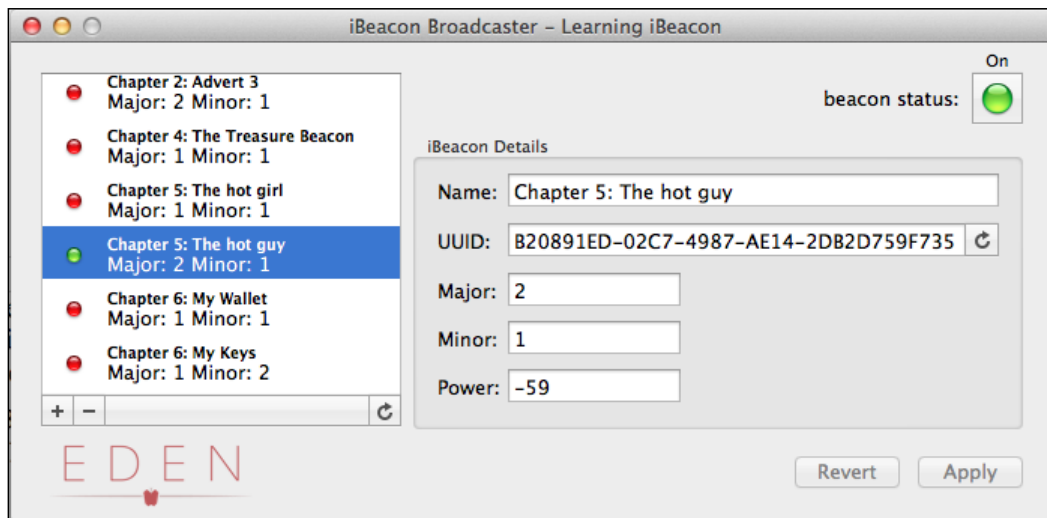 iBeacon Broadcaster – Learning iBeacon
Chapter 2: Advert 3
Major: 2 Minor: 1
Chapter 4: The Treasure Beacon
Major: 1 Minor: 1
Chapter 5: The hot girl
Major: 1 Minor: 1
Chapter 5: The hot guy
Major: 2 Minor: 1
Chapter 6: My Wallet
Major: 1 Minor: 1
Chapter 6: My Keys
Major: 1 Minor: 2
+ −
EDEN
On
beacon status:
iBeacon Details
Name: Chapter 5: The hot guy
UUID: B20891ED-02C7-4987-AE14-2DB2D759F735
Major: 2
Minor: 1
Power: -59
Revert Apply